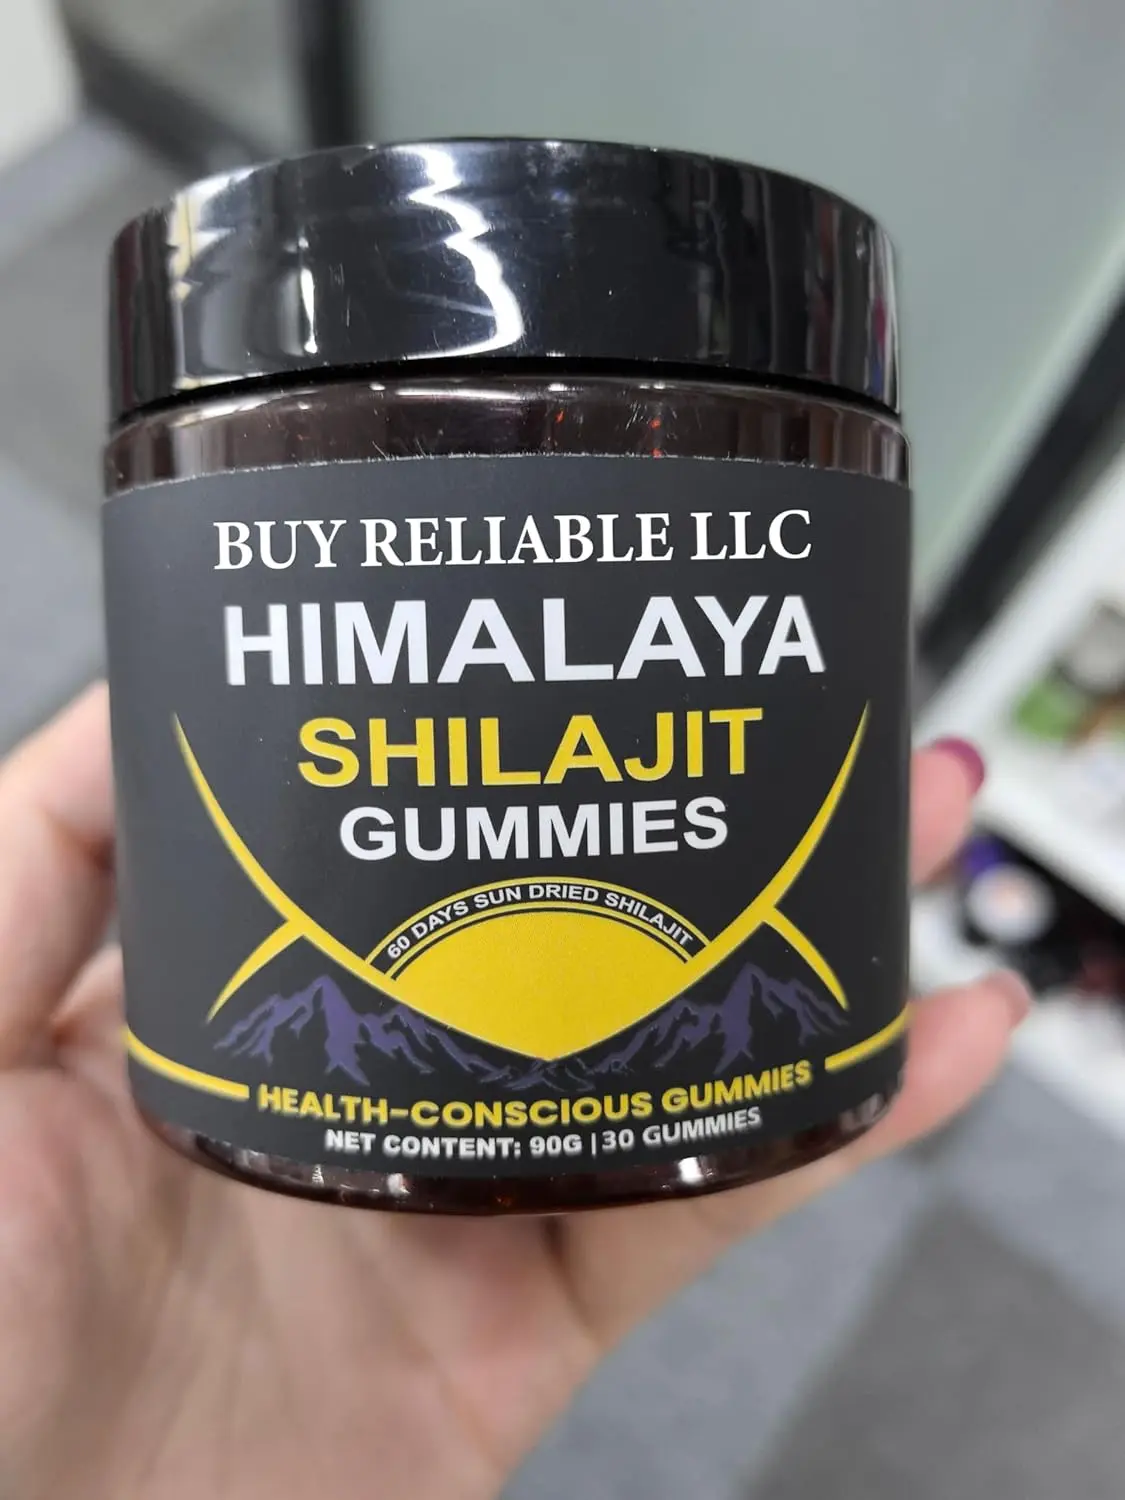 BUY RELIABLE LLC
HIMALAYA
SHILAJIT
GUMMIES
60 DAYS SUN DRIED SHILAJIT
HEALTH-CONSCIOUS GUMMIES
NET CONTENT: 90G | 30 GUMMIES